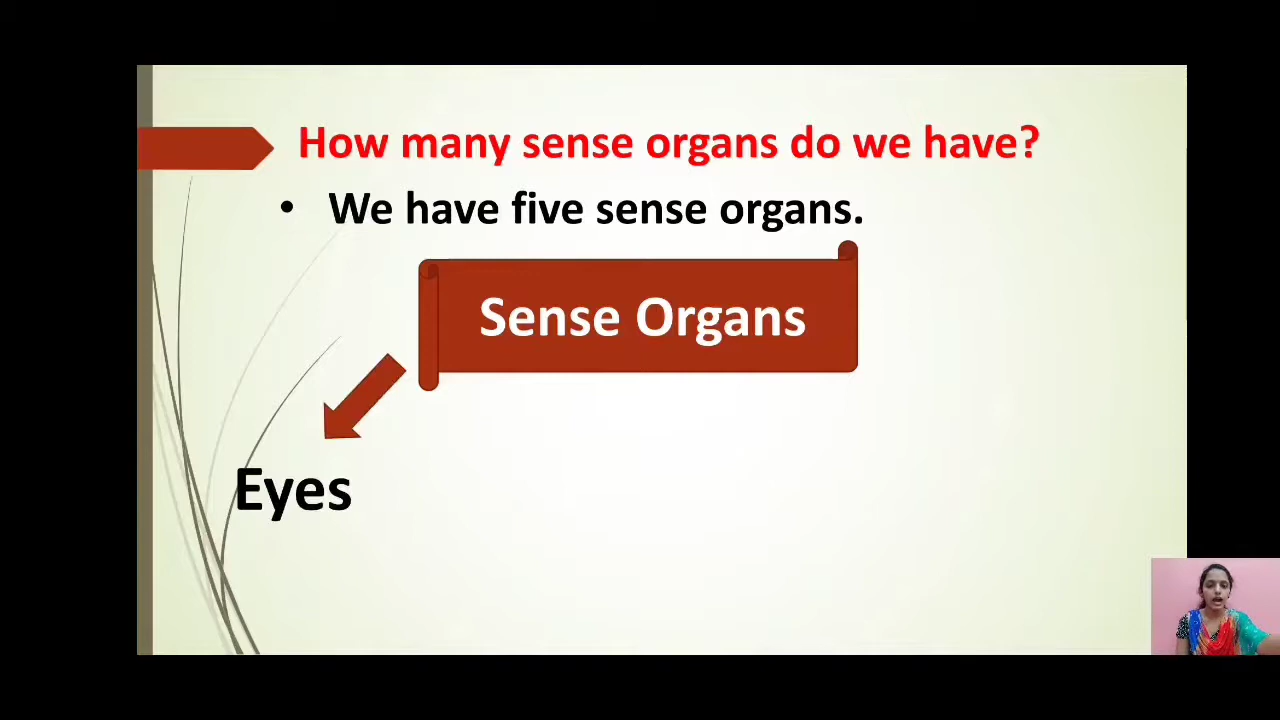 How many sense organs do we have?
• We have five sense organs.
Sense Organs
Eyes